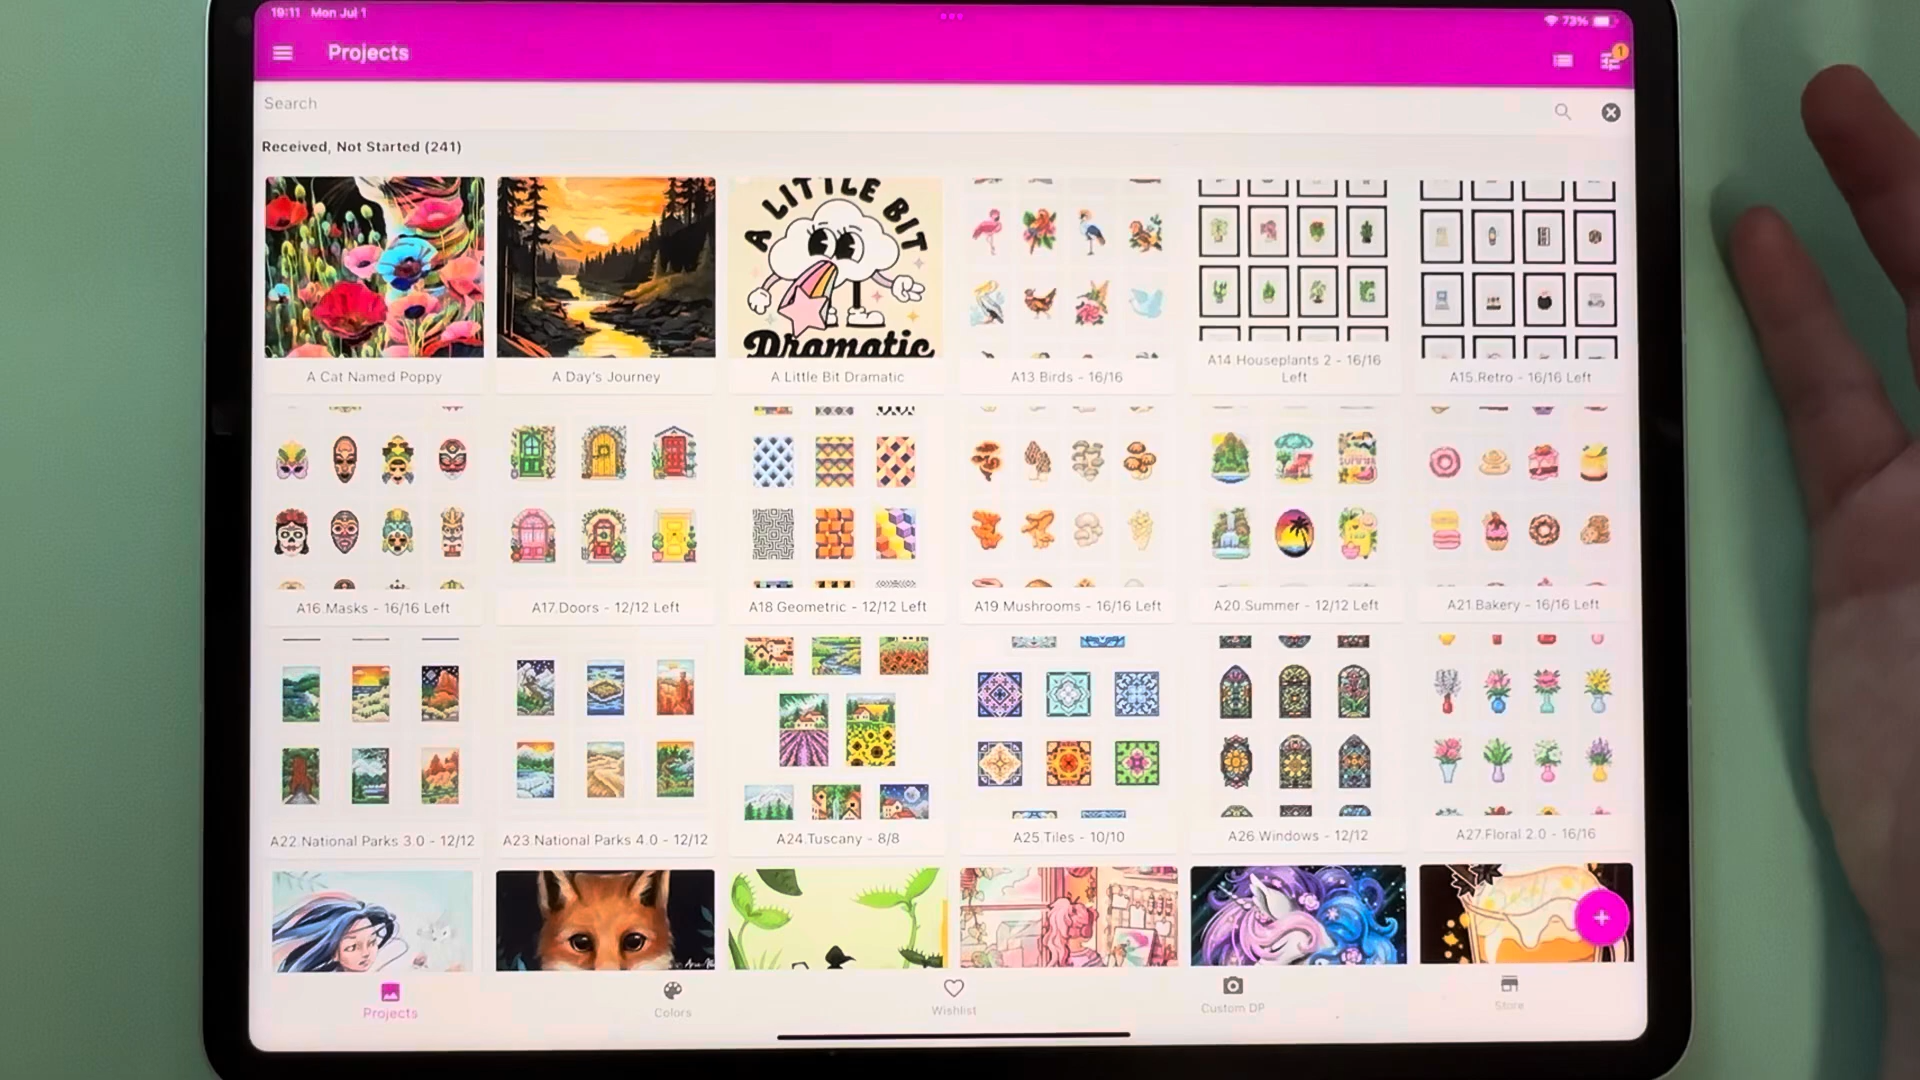 19:11 Mon Jul 1
73%
Projects
1
Search
Received, Not Started (241)
A LITTLE BIT
Dramatic
A Cat Named Poppy
A Day's Journey
A Little Bit Dramatic
A13 Birds - 16/16
A14 Houseplants 2 - 16/16
Left
A15.Retro - 16/16 Left
SUMMER
A16.Masks - 16/16 Left
A17.Doors - 12/12 Left
A18 Geometric - 12/12 Left
A19 Mushrooms - 16/16 Left
A20.Summer - 12/12 Left
A21.Bakery - 16/16 Left
A22.National Parks 3.0 - 12/12
A23.National Parks 4.0 - 12/12
A24.Tuscany - 8/8
A25.Tiles - 10/10
A26.Windows - 12/12
A27.Floral 2.0 - 16/16
Projects
Colors
Wishlist
Custom DP
Store